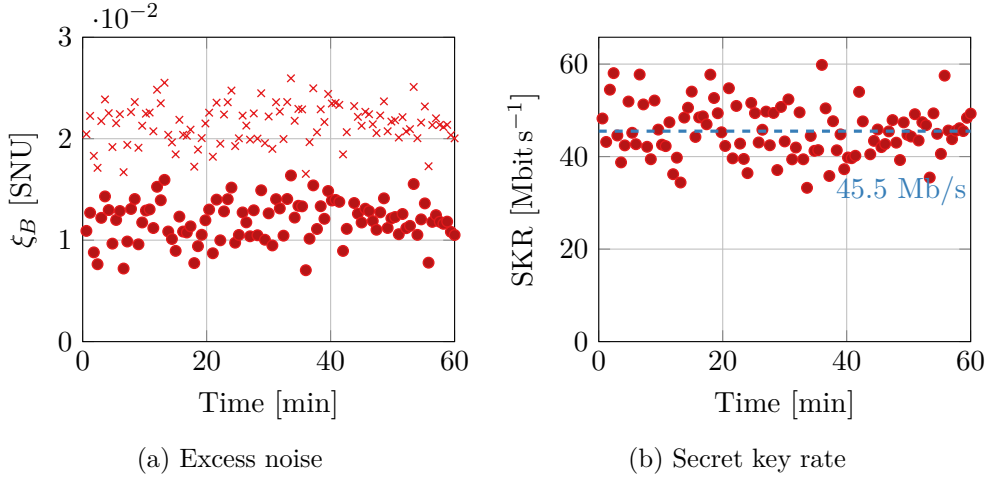 ·10−2
3
2
1
0
0 20 40 60
ξB [SNU]
Time [min]
(a) Excess noise
60
40
20
0
0 20 40 60
SKR [Mbit s−1]
45.5 Mb/s
Time [min]
(b) Secret key rate